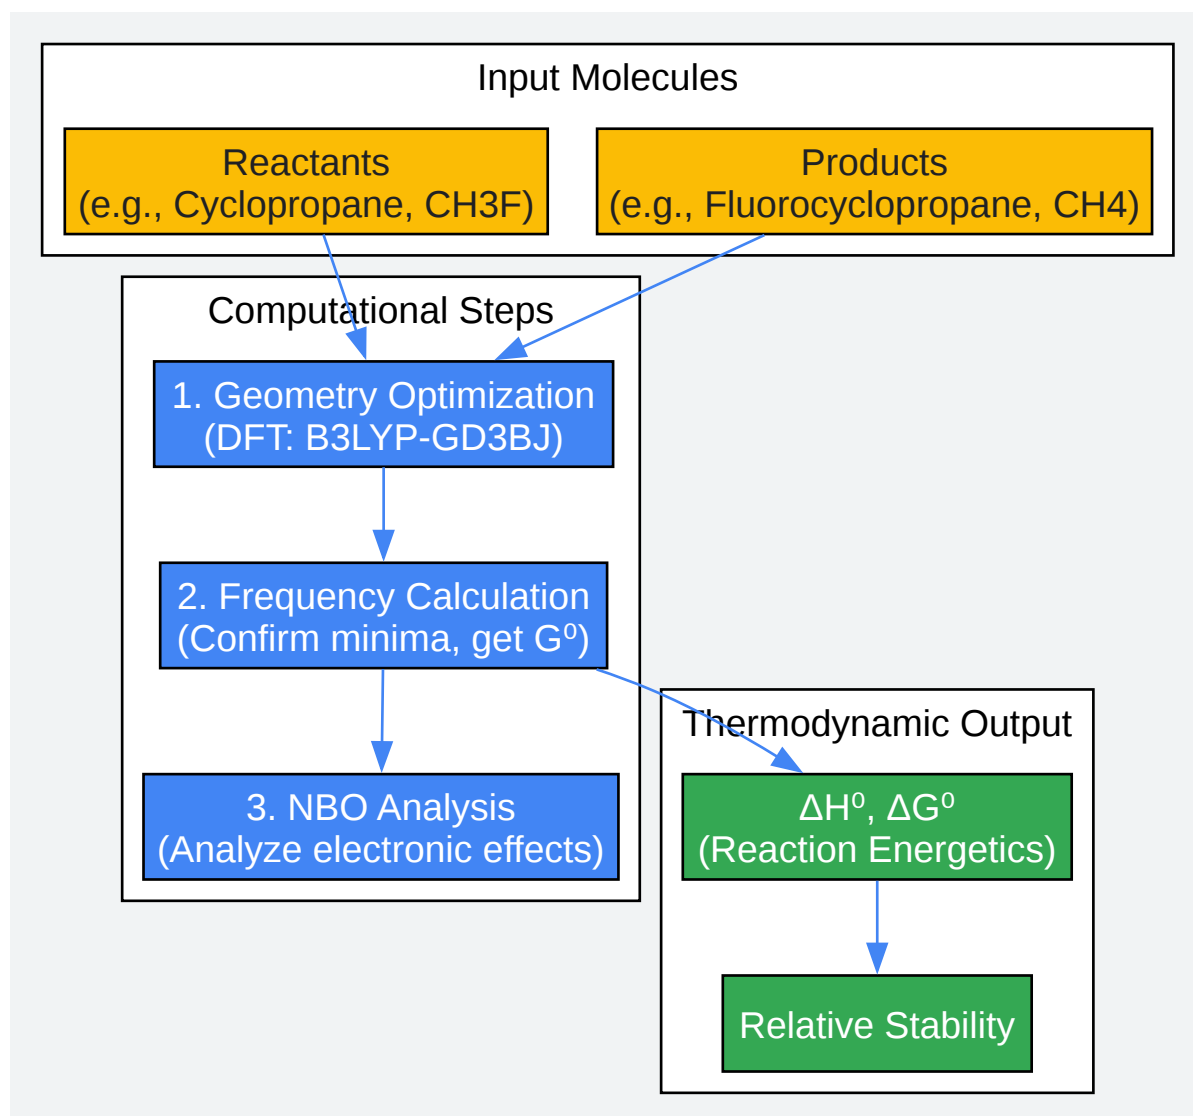 Input Molecules
Reactants
(e.g., Cyclopropane, CH3F)
Products
(e.g., Fluorocyclopropane, CH4)
Computational Steps
1. Geometry Optimization
(DFT: B3LYP-GD3BJ)
2. Frequency Calculation
(Confirm minima, get G⁰)
3. NBO Analysis
(Analyze electronic effects)
Thermodynamic Output
ΔH⁰, ΔG⁰
(Reaction Energetics)
Relative Stability